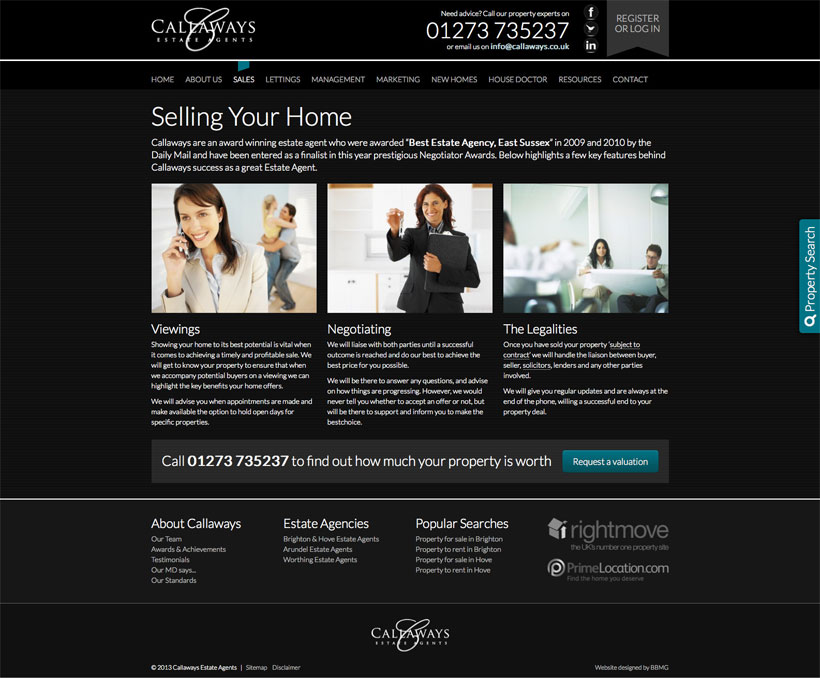 CALLAWAYS
ESTATE AGENTS
Need advice? Call our property experts on
01273 735237
or email us on info@callaways.co.uk
f
in
REGISTER
OR LOG IN
HOME ABOUT US SALES LETTINGS MANAGEMENT MARKETING NEW HOMES HOUSE DOCTOR RESOURCES CONTACT
Selling Your Home
Callaways are an award winning estate agent who were awarded "Best Estate Agency, East Sussex" in 2009 and 2010 by the
Daily Mail and have been entered as a finalist in this year prestigious Negotiator Awards. Below highlights a few key features behind
Callaways success as a great Estate Agent.
Property Search
Viewings
Showing your home to its best potential is vital when
it comes to achieving a timely and profitable sale. We
will get to know your property to ensure that when
we accompany potential buyers on a viewing we can
highlight the key benefits your home offers.
We will advise you when appointments are made and
make available the option to hold open days for
specific properties.
Negotiating
We will liaise with both parties until a successful
outcome is reached and do our best to achieve the
best price for you possible.
We will be there to answer any questions, and advise
on how things are progressing. However, we would
never tell you whether to accept an offer or not, but
will be there to support and inform you to make the
bestchoice.
The Legalities
Once you have sold your property 'subject to
contract' we will handle the liaison between buyer,
seller, solicitors, lenders and any other parties
involved.
We will give you regular updates and are always at the
end of the phone, willing a successful end to your
property deal.
Call 01273 735237 to find out how much your property is worth
Request a valuation
About Callaways
Our Team
Awards & Achievements
Testimonials
Our MD says...
Our Standards
Estate Agencies
Brighton & Hove Estate Agents
Arundel Estate Agents
Worthing Estate Agents
Popular Searches
Property for sale in Brighton
Property to rent in Brighton
Property for sale in Hove
Property to rent in Hove
rightmove
the UK's number one property site
PrimeLocation.com
Find the home you deserve
CALLAWAYS
ESTATE AGENTS
© 2013 Callaways Estate Agents | Sitemap Disclaimer
Website designed by BBMG